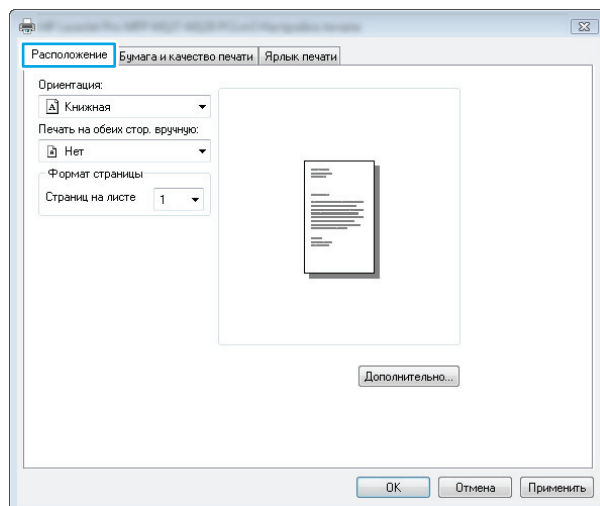 Расположение Бумага и качество печати Ярлык печати
Ориентация:
Книжная
Печать на обеих стор. вручную:
Нет
Формат страницы
Страниц на листе 1
Дополнительно...
OK Отмена Применить